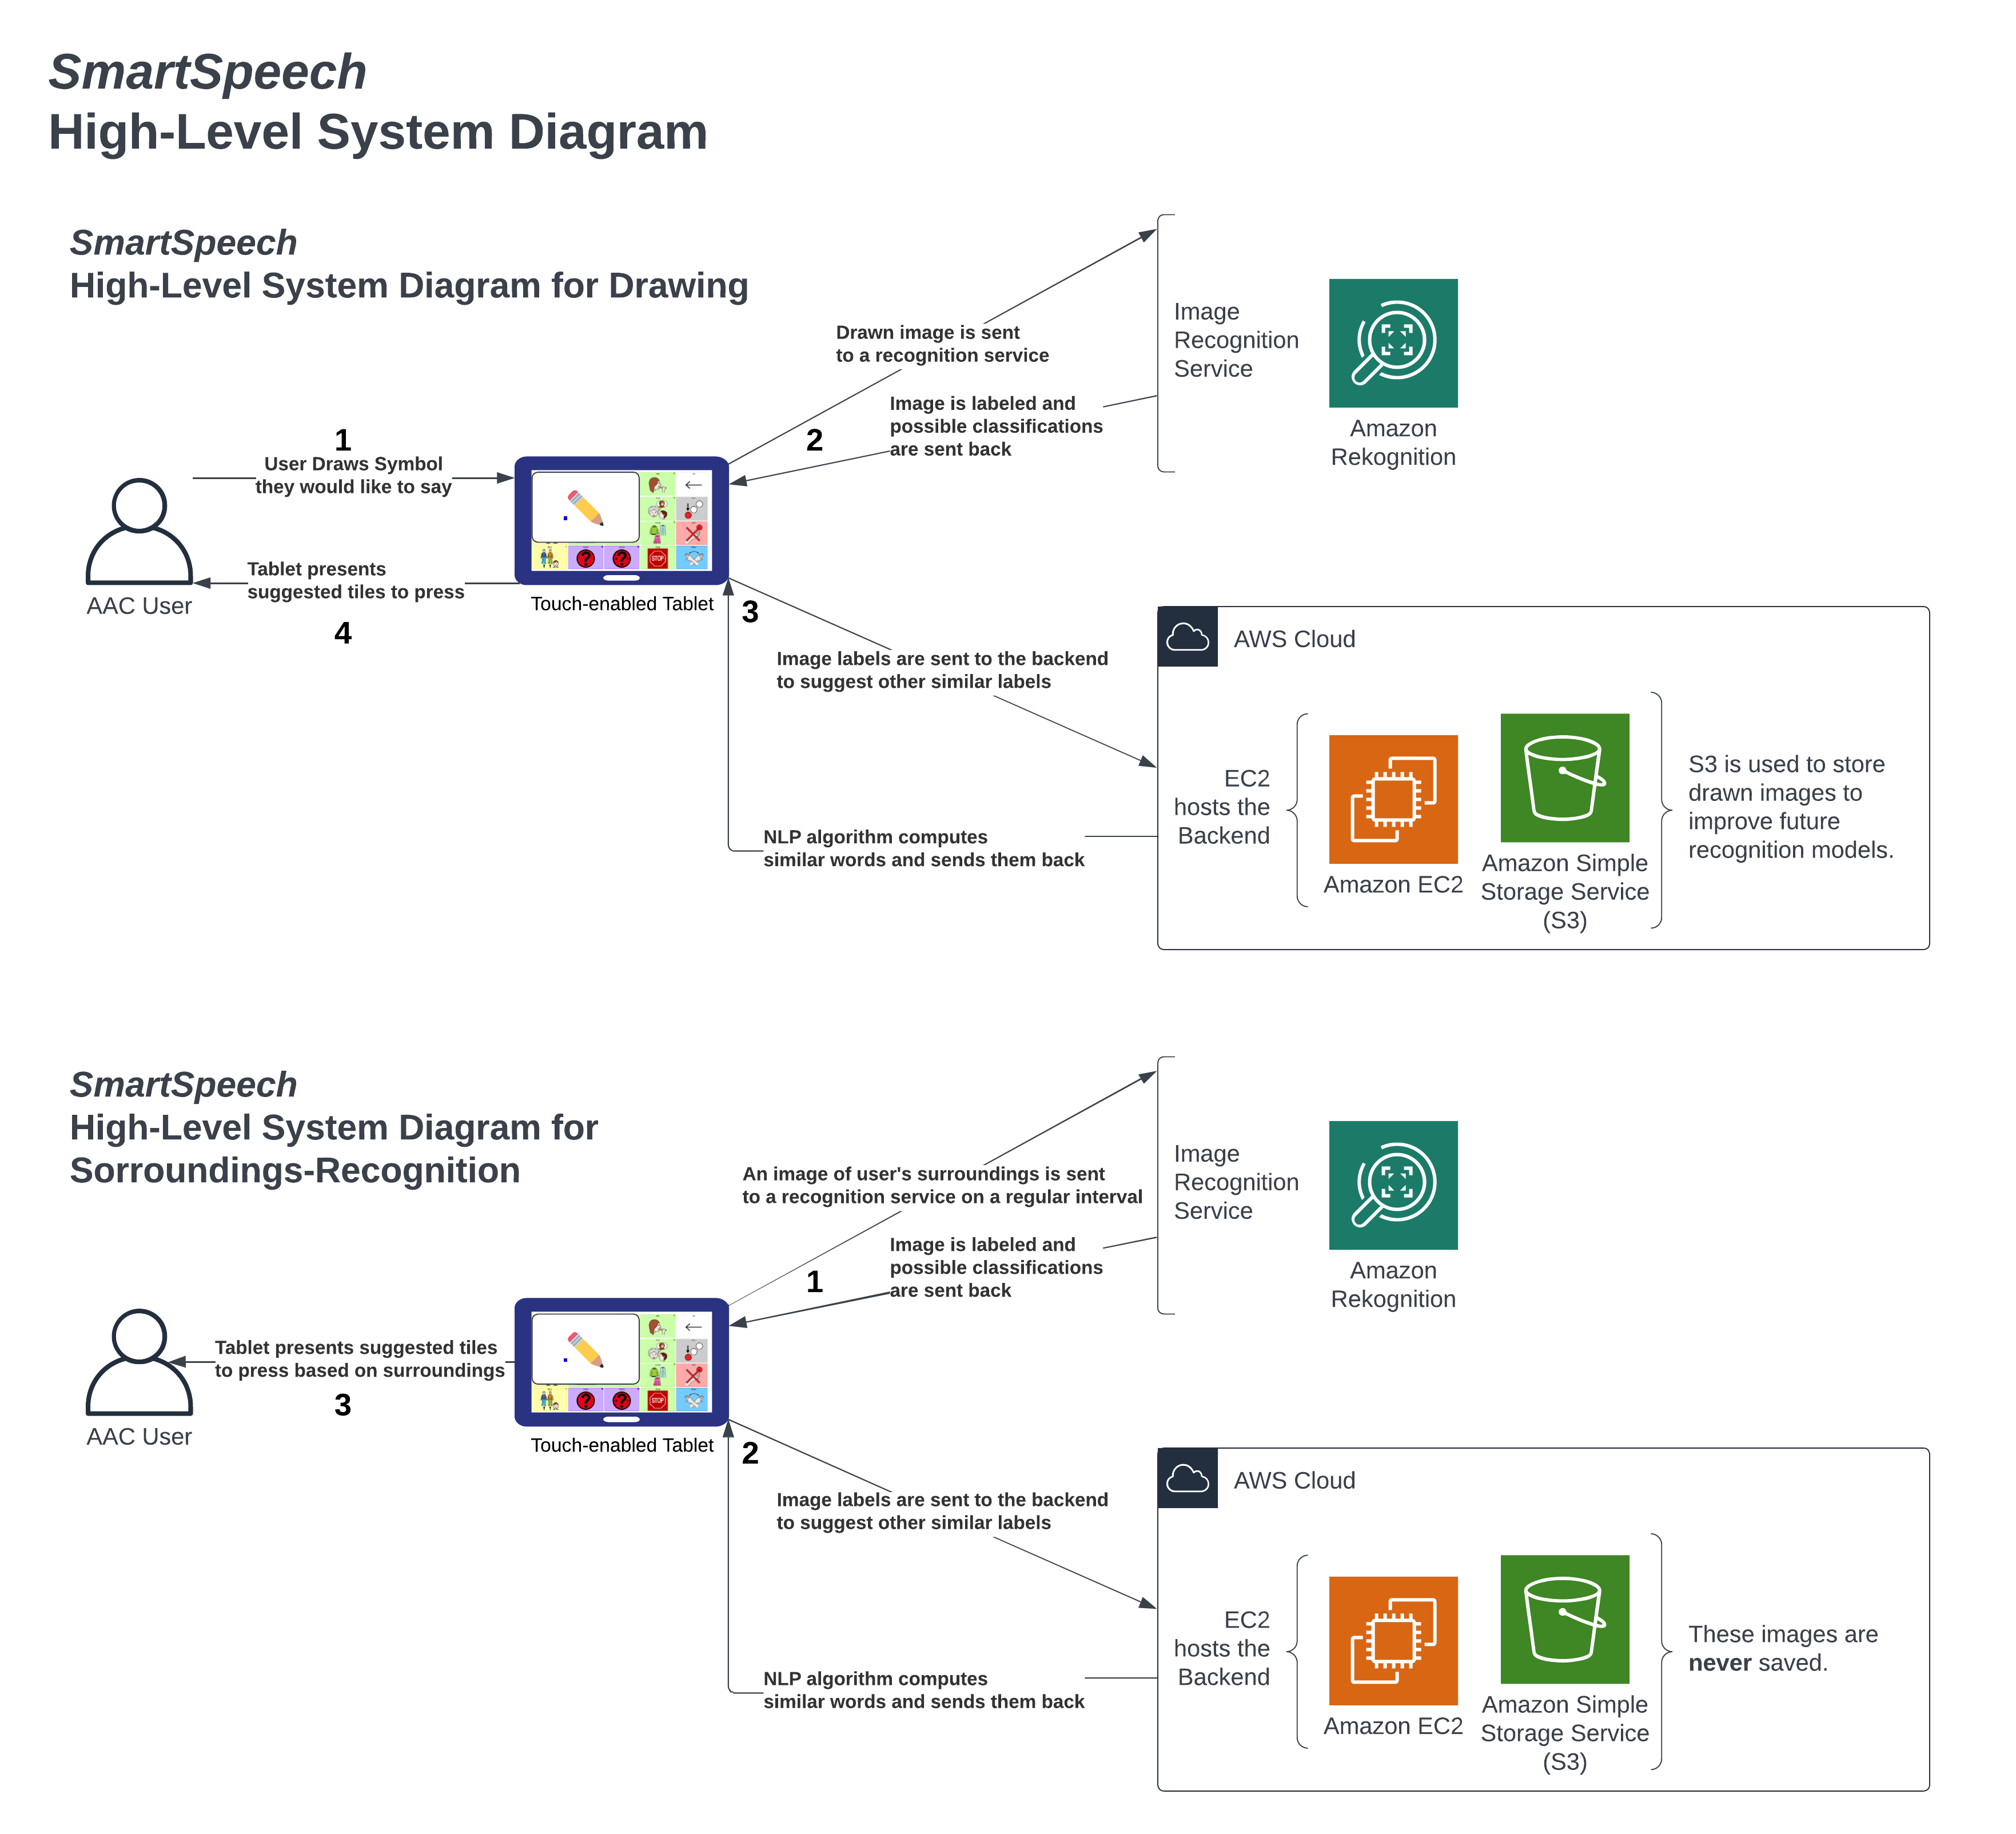 SmartSpeech
High-Level System Diagram
SmartSpeech
High-Level System Diagram for Drawing
Drawn image is sent
to a recognition service
Image
Recognition
Service
Image is labeled and
possible classifications
are sent back
Amazon
Rekognition
1
2
User Draws Symbol
they would like to say
STOP
Tablet presents
suggested tiles to press
AAC User
Touch-enabled Tablet
3
4
Image labels are sent to the backend
to suggest other similar labels
AWS Cloud
EC2
hosts the
Backend
NLP algorithm computes
similar words and sends them back
Amazon EC2
Amazon Simple
Storage Service
(S3)
S3 is used to store
drawn images to
improve future
recognition models.
SmartSpeech
High-Level System Diagram for
Sorroundings-Recognition
An image of user's surroundings is sent
to a recognition service on a regular interval
Image
Recognition
Service
Image is labeled and
possible classifications
are sent back
Amazon
Rekognition
1
Tablet presents suggested tiles
to press based on surroundings
3
STOP
AAC User
Touch-enabled Tablet
2
Image labels are sent to the backend
to suggest other similar labels
AWS Cloud
EC2
hosts the
Backend
NLP algorithm computes
similar words and sends them back
Amazon EC2
Amazon Simple
Storage Service
(S3)
These images are
never saved.